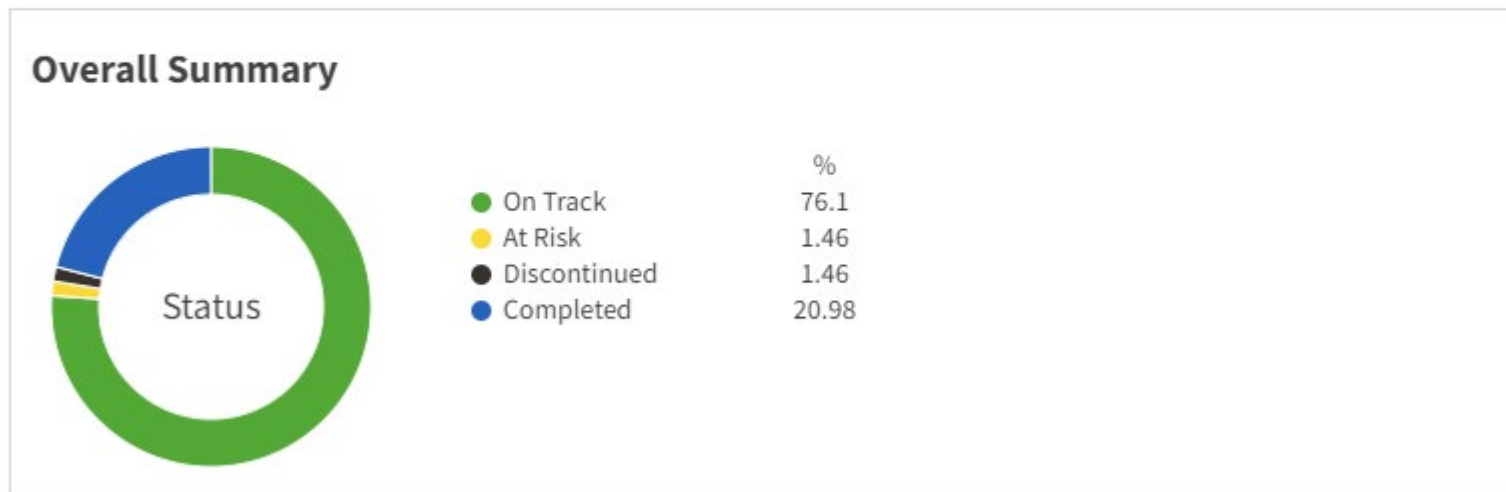 Overall Summary
Status
%
On Track 76.1
At Risk 1.46
Discontinued 1.46
Completed 20.98